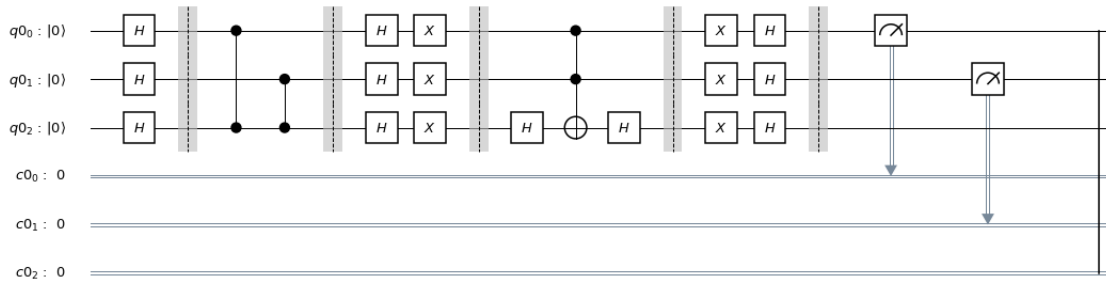 q0₀ : |0⟩ H H X X H
q0₁ : |0⟩ H H X X H
q0₂ : |0⟩ H H X H H X H
c0₀ : 0
c0₁ : 0
c0₂ : 0